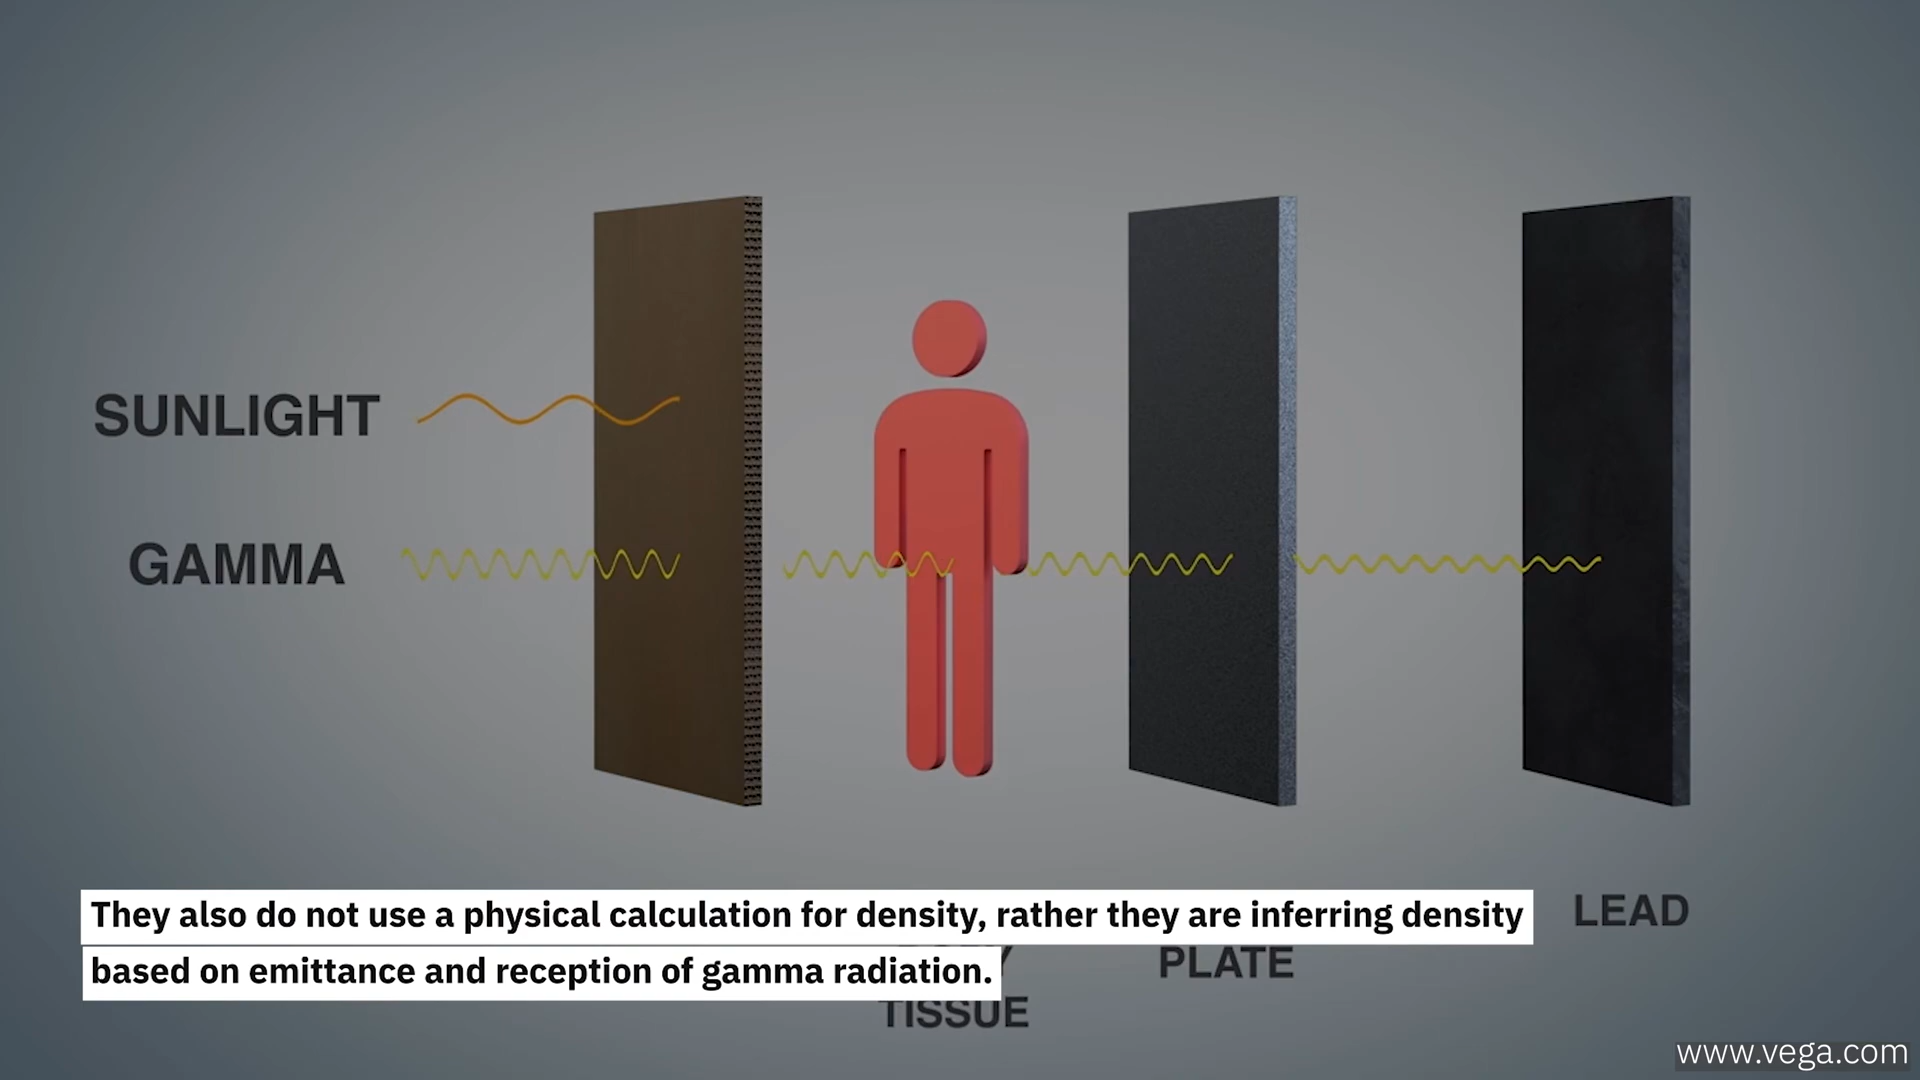 SUNLIGHT
GAMMA
They also do not use a physical calculation for density, rather they are inferring density
based on emittance and reception of gamma radiation.
LEAD
PLATE
TISSUE
www.vega.com